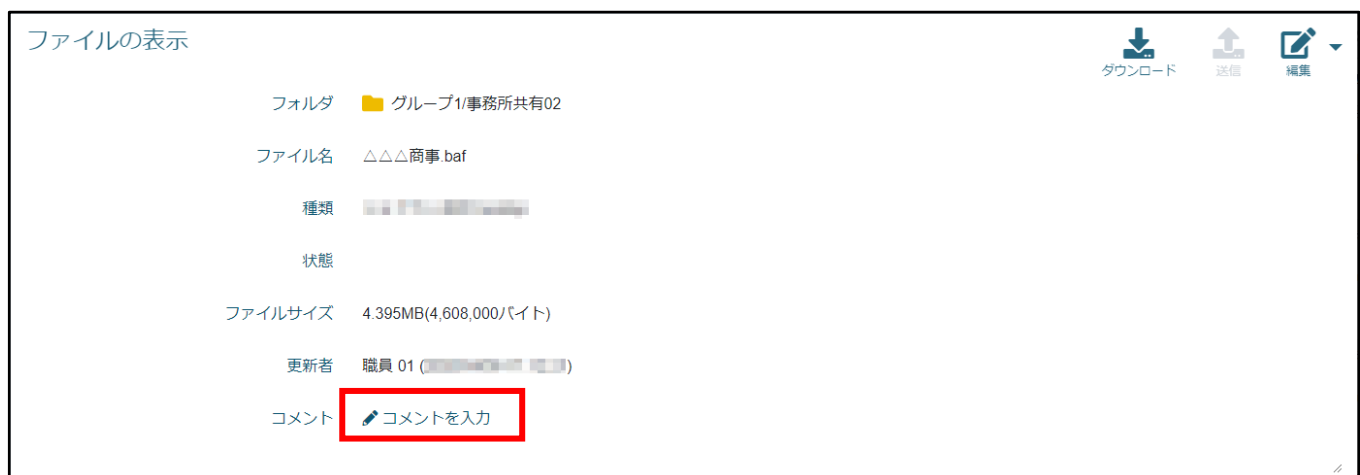 ファイルの表示
ダウンロード 送信 編集
フォルダ グループ1/事務所共有02
ファイル名 △△△商事.baf
種類
状態
ファイルサイズ 4.395MB(4,608,000バイト)
更新者 職員 01 ( )
コメント コメントを入力